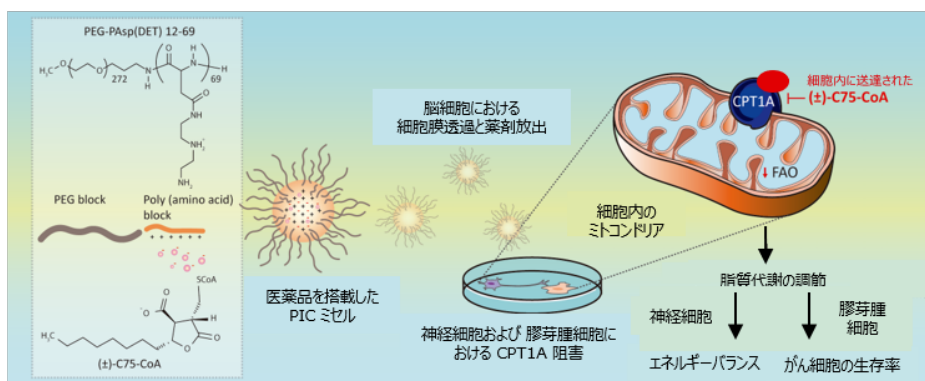 PEG-PAsp(DET) 12-69
H₃C
O
O
272
N
H
O
H
N
H
69
O
NH
NH₂⁺
NH₂
PEG block
Poly (amino) acid)
block
SCoA
O
⁻O
H
O
O
H₃C
(±)-C75-CoA
医薬品を搭載した
PIC ミセル
脳細胞における
細胞膜透過と薬剤放出
神経細胞および 膠芽腫細胞に
おける CPT1A 阻害
細胞内の
ミトコンドリア
CPT1A
細胞内に送達された
(±)-C75-CoA
↓ FAO
脂質代謝の調節
神経細胞
膠芽腫
細胞
エネルギーバランス
がん細胞の生存率